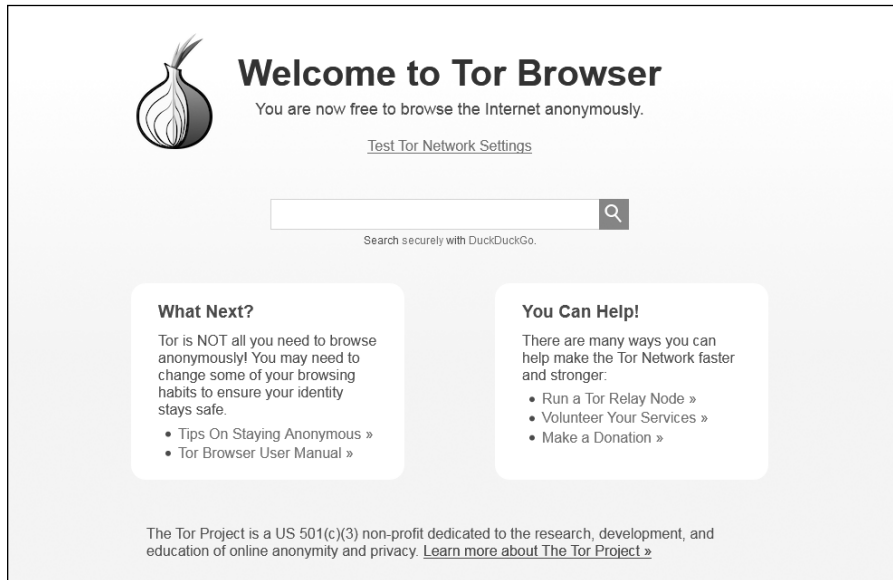 Welcome to Tor Browser
You are now free to browse the Internet anonymously.
Test Tor Network Settings
Search securely with DuckDuckGo.
What Next?
Tor is NOT all you need to browse
anonymously! You may need to
change some of your browsing
habits to ensure your identity
stays safe.
• Tips On Staying Anonymous »
• Tor Browser User Manual »
You Can Help!
There are many ways you can
help make the Tor Network faster
and stronger:
• Run a Tor Relay Node »
• Volunteer Your Services »
• Make a Donation »
The Tor Project is a US 501(c)(3) non-profit dedicated to the research, development, and
education of online anonymity and privacy. Learn more about The Tor Project »